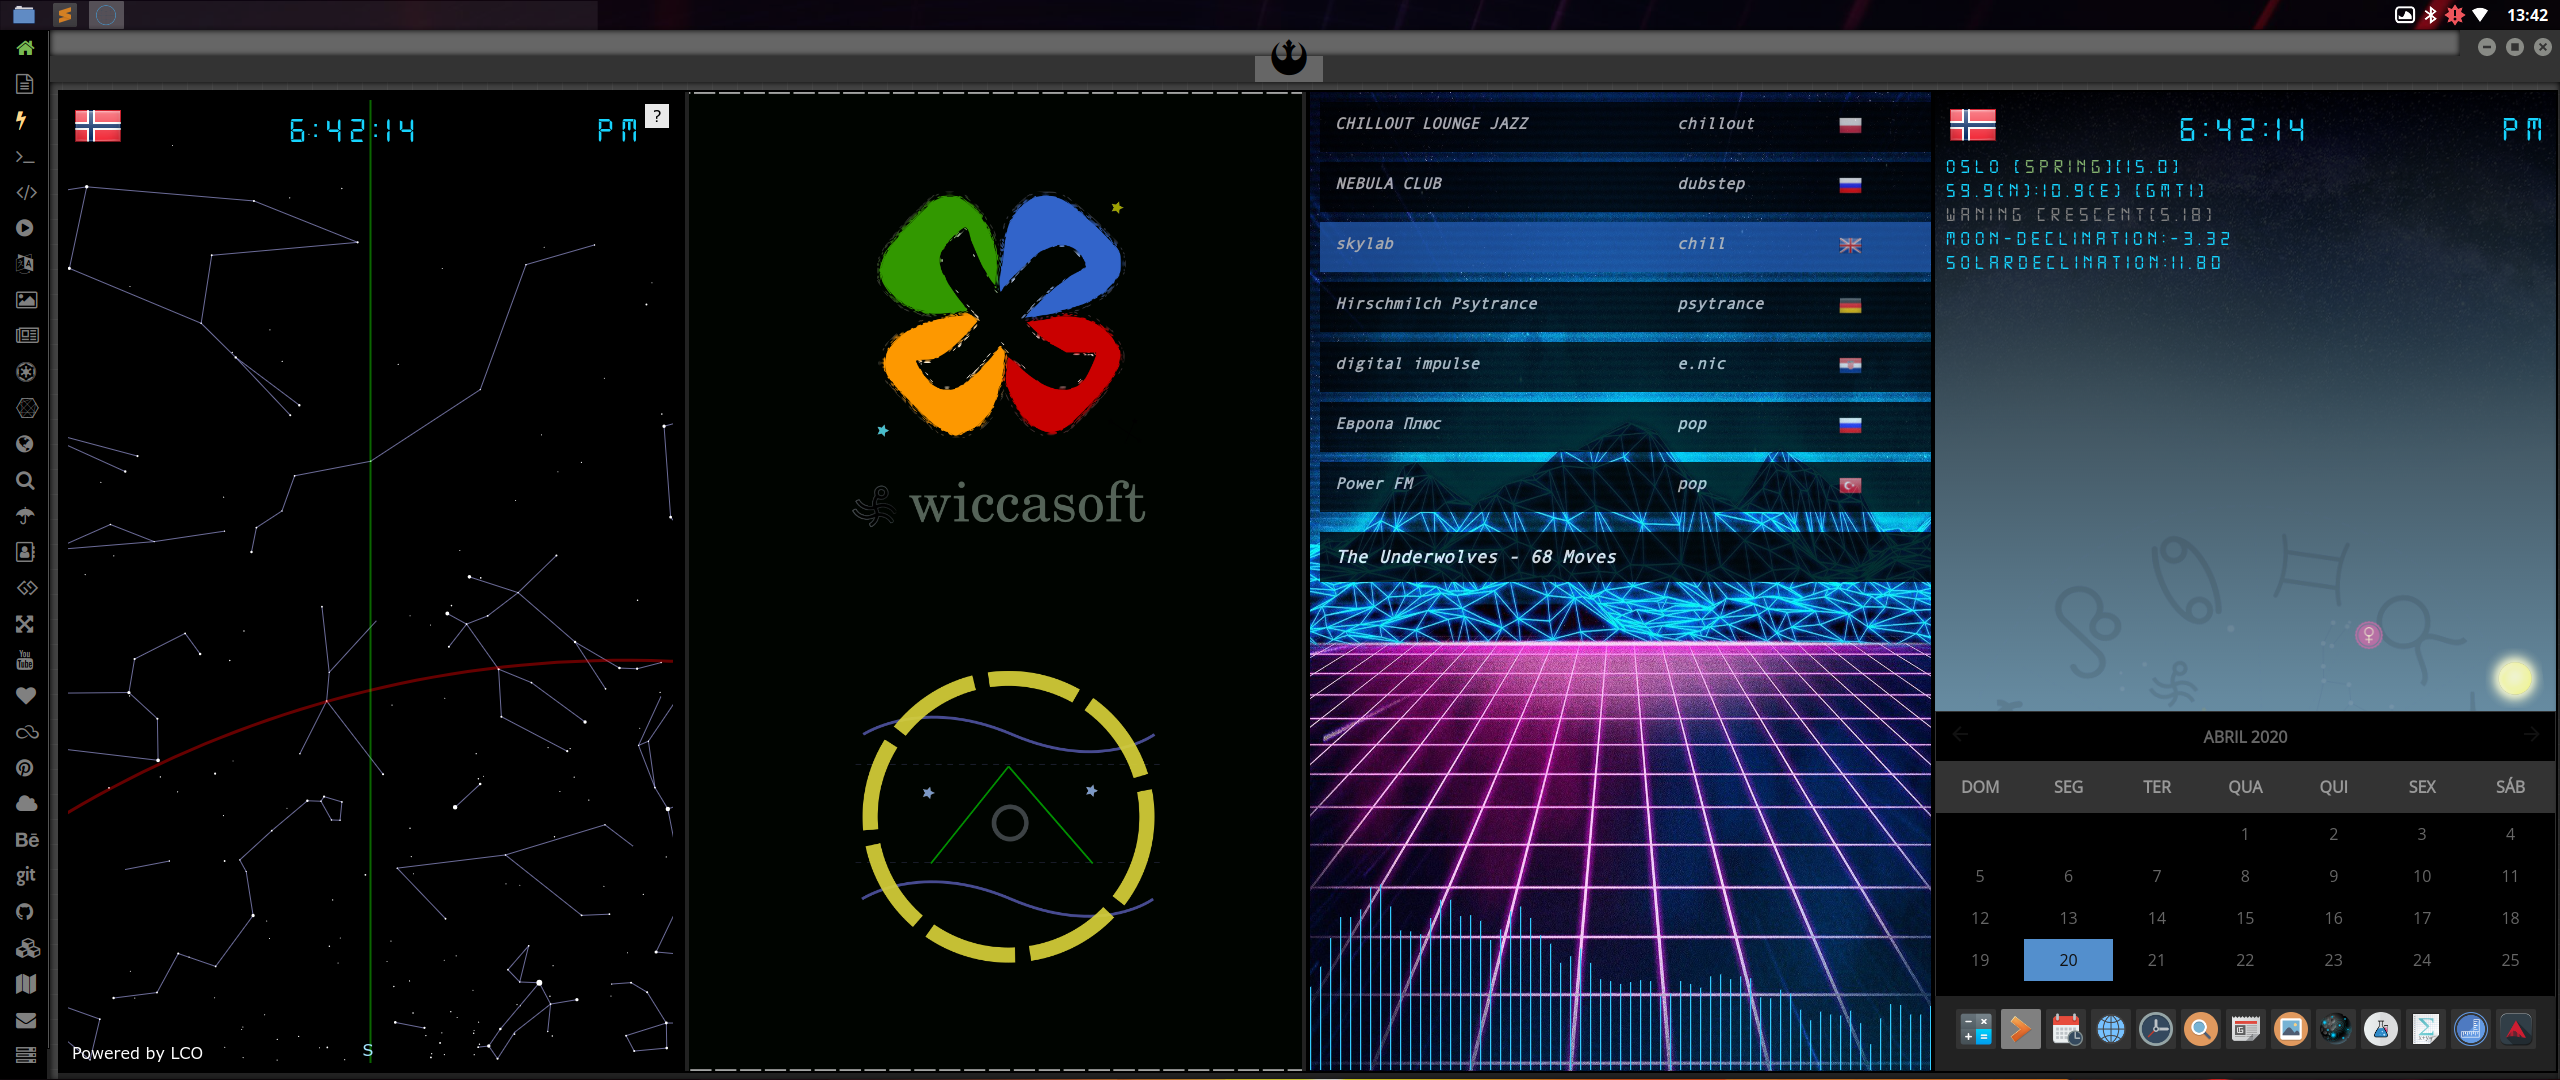 13:42
6:42:14 PM ?
Powered by LCO
S
You
Tube
Bē
git
wiccasoft
CHILLOUT LOUNGE JAZZ chillout
NEBULA CLUB dubstep
skylab chill
Hirschmilch Psytrance psytrance
digital impulse e.nic
Европа Плюс pop
Power FM pop
The Underwolves - 68 Moves
6:42:14 PM
OSLO [SPRING][15.0]
59.9(N):10.9(E) [GMT1]
WANING CRESCENT[5.18]
MOON-DECLINATION:-3.32
SOLARDECLINATION:11.80
ABRIL 2020
DOM SEG TER QUA QUI SEX SÁB
1 2 3 4
5 6 7 8 9 10 11
12 13 14 15 16 17 18
19 20 21 22 23 24 25